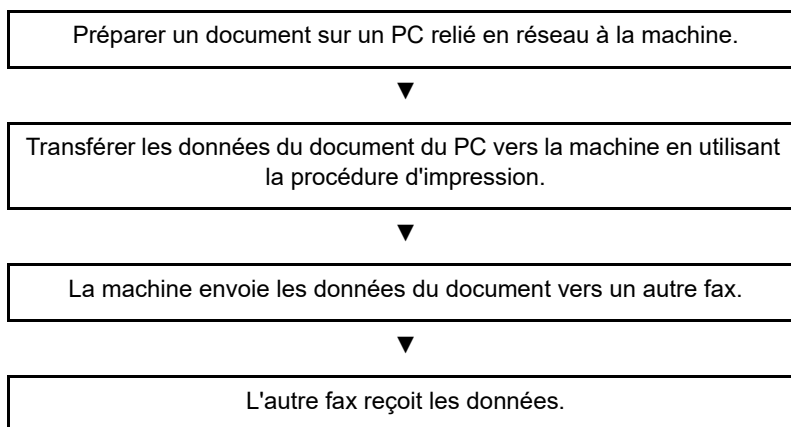 Préparer un document sur un PC relié en réseau à la machine.
▼
Transférer les données du document du PC vers la machine en utilisant
la procédure d'impression.
▼
La machine envoie les données du document vers un autre fax.
▼
L'autre fax reçoit les données.